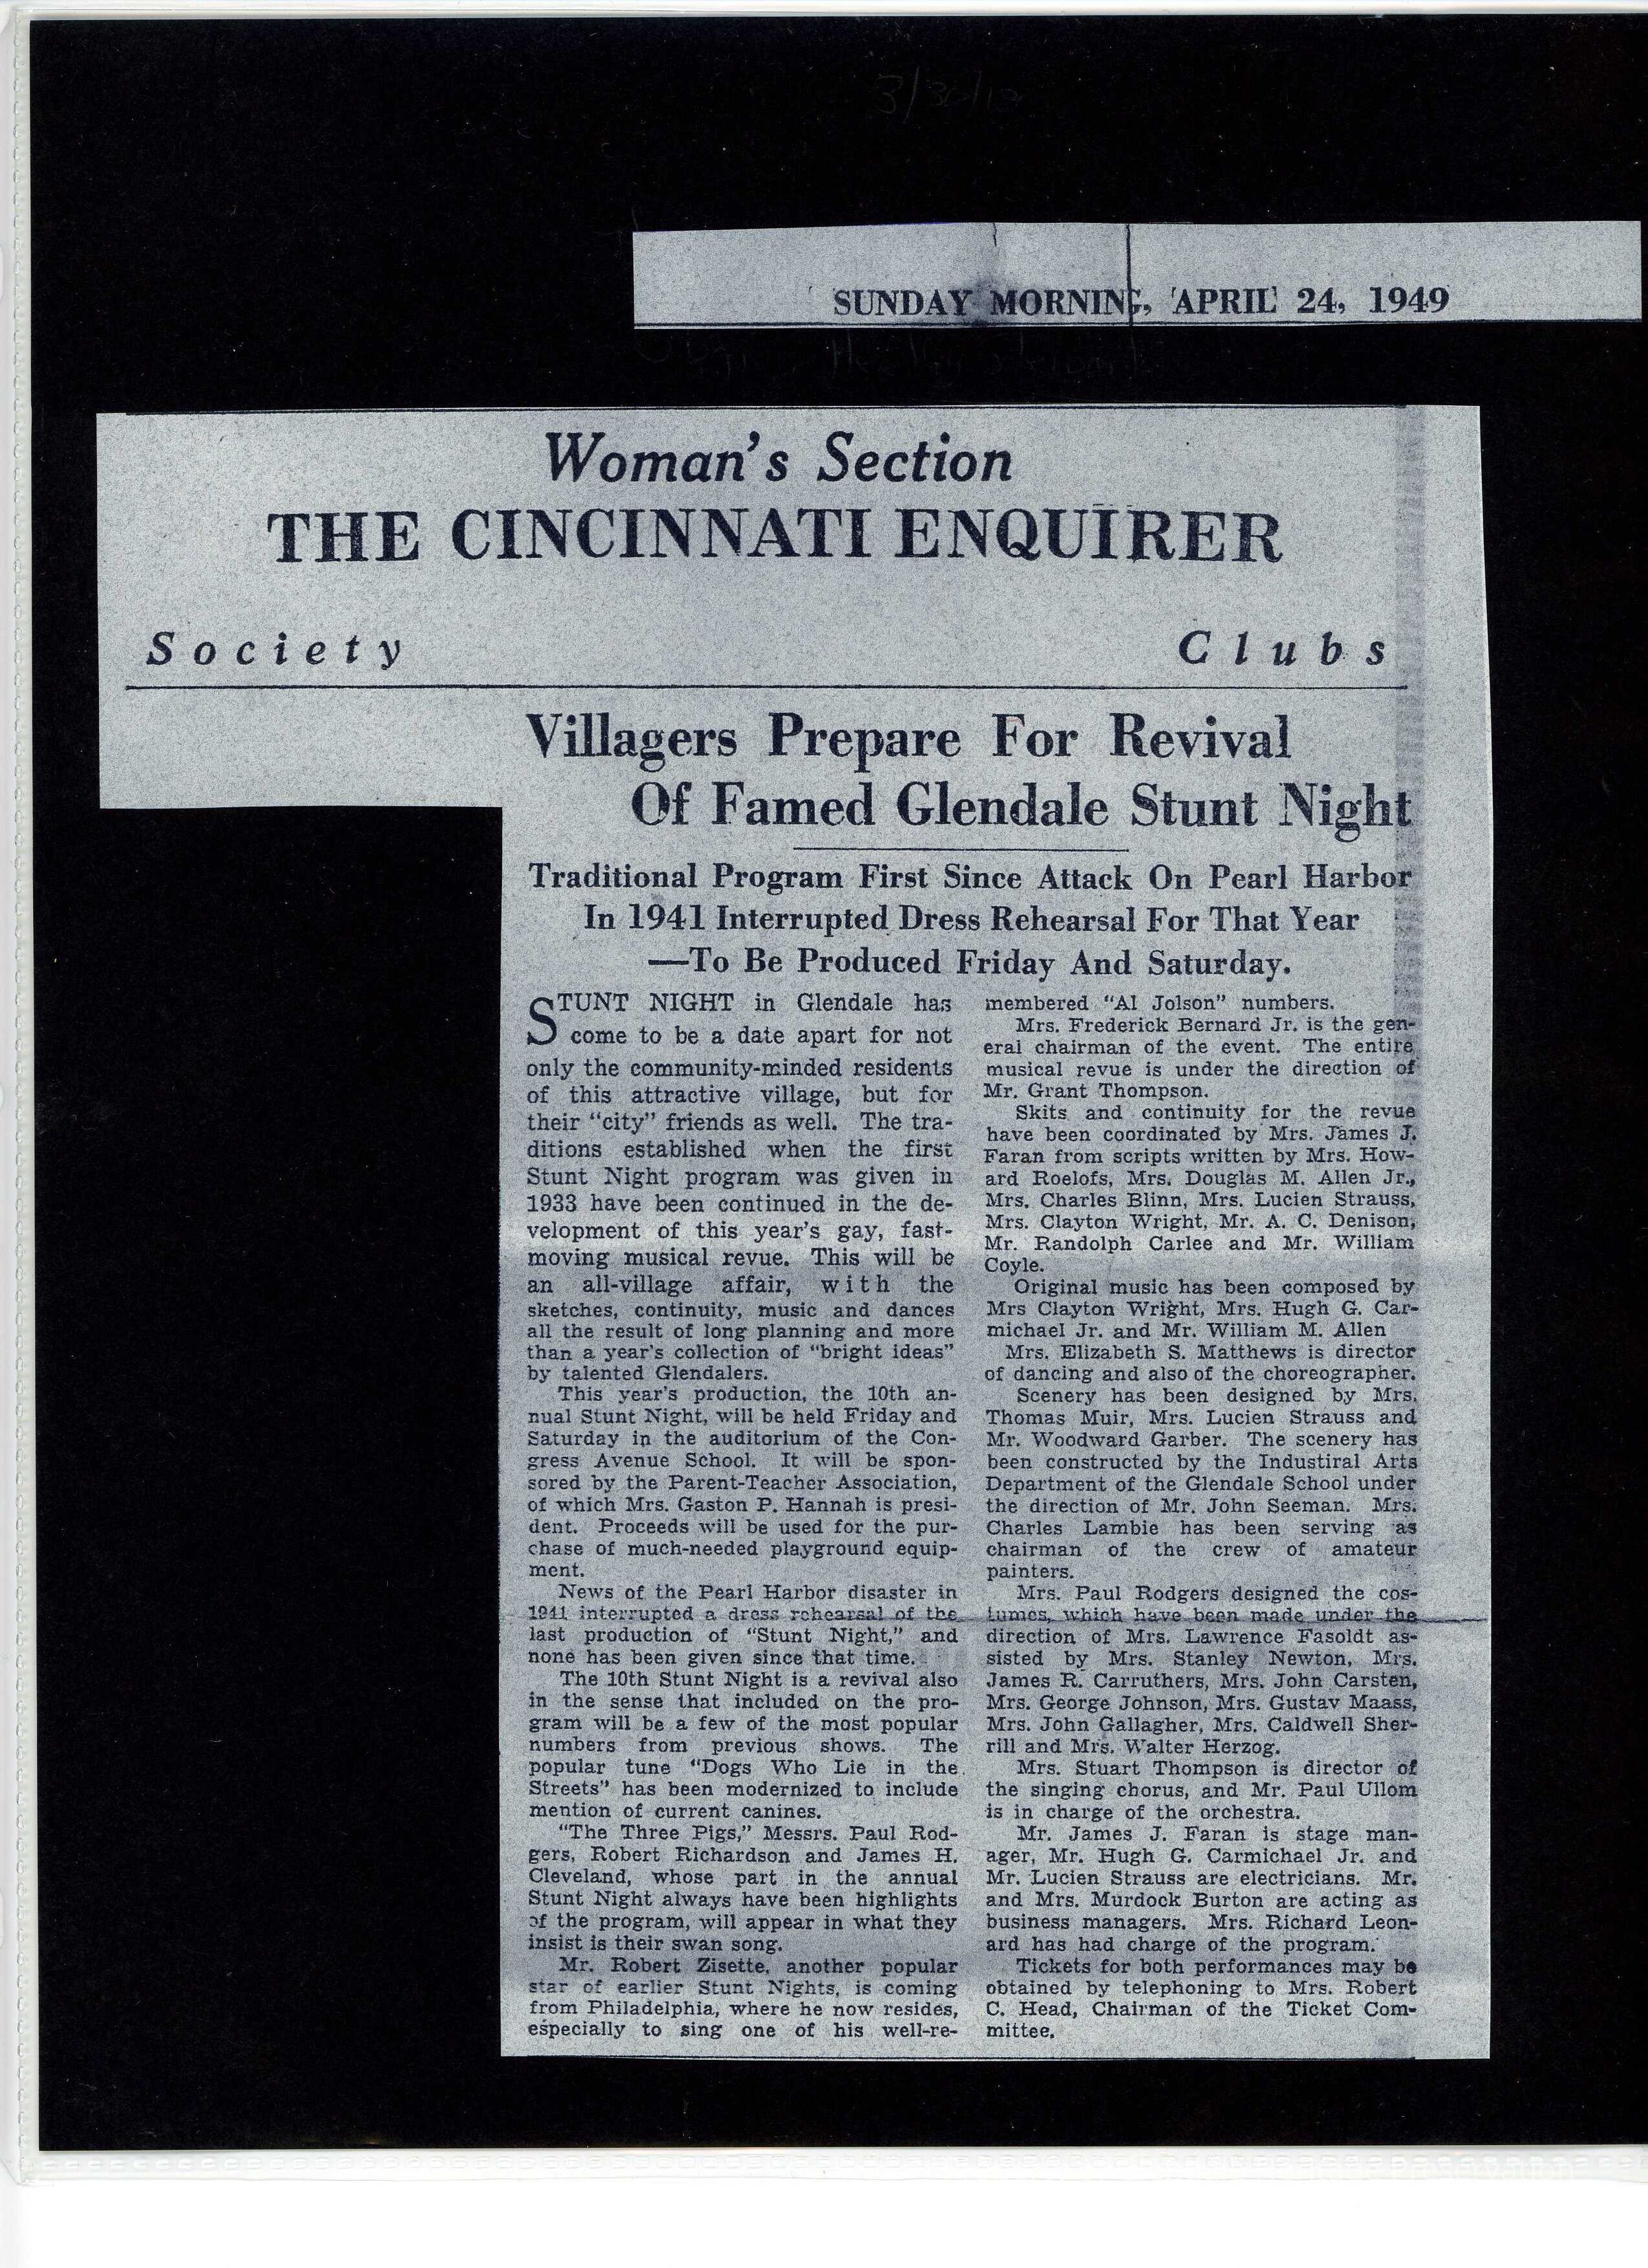 SUNDAY MORNING, APRIL 24, 1949
Woman's Section
THE CINCINNATI ENQUIRER
Society Clubs
Villagers Prepare For Revival
Of Famed Glendale Stunt Night
Traditional Program First Since Attack On Pearl Harbor
In 1941 Interrupted Dress Rehearsal For That Year
—To Be Produced Friday And Saturday.
STUNT NIGHT in Glendale has
come to be a date apart for not
only the community-minded residents
of this attractive village, but for
their "city" friends as well. The tra-
ditions established when the first
Stunt Night program was given in
1933 have been continued in the de-
velopment of this year's gay, fast-
moving musical revue. This will be
an all-village affair, with the
sketches, continuity, music and dances
all the result of long planning and more
than a year's collection of "bright ideas"
by talented Glendalers.
This year's production, the 10th an-
nual Stunt Night, will be held Friday and
Saturday in the auditorium of the Con-
gress Avenue School. It will be spon-
sored by the Parent-Teacher Association,
of which Mrs. Gaston P. Hannah is presi-
dent. Proceeds will be used for the pur-
chase of much-needed playground equip-
ment.
News of the Pearl Harbor disaster in
1941 interrupted a dress rehearsal of the
last production of "Stunt Night," and
none has been given since that time.
The 10th Stunt Night is a revival also
in the sense that included on the pro-
gram will be a few of the most popular
numbers from previous shows. The
popular tune "Dogs Who Lie in the
Streets" has been modernized to include
mention of current canines.
"The Three Pigs," Messrs. Paul Rod-
gers, Robert Richardson and James H.
Cleveland, whose part in the annual
Stunt Night always have been highlights
of the program, will appear in what they
insist is their swan song.
Mr. Robert Zisette, another popular
star of earlier Stunt Nights, is coming
from Philadelphia, where he now resides,
especially to sing one of his well-re-
membered "Al Jolson" numbers.
Mrs. Frederick Bernard Jr. is the gen-
eral chairman of the event. The entire
musical revue is under the direction of
Mr. Grant Thompson.
Skits and continuity for the revue
have been coordinated by Mrs. James J.
Faran from scripts written by Mrs. How-
ard Roelofs, Mrs. Douglas M. Allen Jr.,
Mrs. Charles Blinn, Mrs. Lucien Strauss,
Mrs. Clayton Wright, Mr. A. C. Denison,
Mr. Randolph Carlee and Mr. William
Coyle.
Original music has been composed by
Mrs Clayton Wright, Mrs. Hugh G. Car-
michael Jr. and Mr. William M. Allen
Mrs. Elizabeth S. Matthews is director
of dancing and also of the choreographer.
Scenery has been designed by Mrs.
Thomas Muir, Mrs. Lucien Strauss and
Mr. Woodward Garber. The scenery has
been constructed by the Industiral Arts
Department of the Glendale School under
the direction of Mr. John Seeman. Mrs.
Charles Lambie has been serving as
chairman of the crew of amateur
painters.
Mrs. Paul Rodgers designed the cos-
tumes, which have been made under the
direction of Mrs. Lawrence Fasoldt as-
sisted by Mrs. Stanley Newton, Mrs.
James R. Carruthers, Mrs. John Carsten,
Mrs. George Johnson, Mrs. Gustav Maass,
Mrs. John Gallagher, Mrs. Caldwell Sher-
rill and Mrs. Walter Herzog.
Mrs. Stuart Thompson is director of
the singing chorus, and Mr. Paul Ullom
is in charge of the orchestra.
Mr. James J. Faran is stage man-
ager, Mr. Hugh G. Carmichael Jr. and
Mr. Lucien Strauss are electricians. Mr.
and Mrs. Murdock Burton are acting as
business managers. Mrs. Richard Leon-
ard has had charge of the program.
Tickets for both performances may be
obtained by telephoning to Mrs. Robert
C. Head, Chairman of the Ticket Com-
mittee.